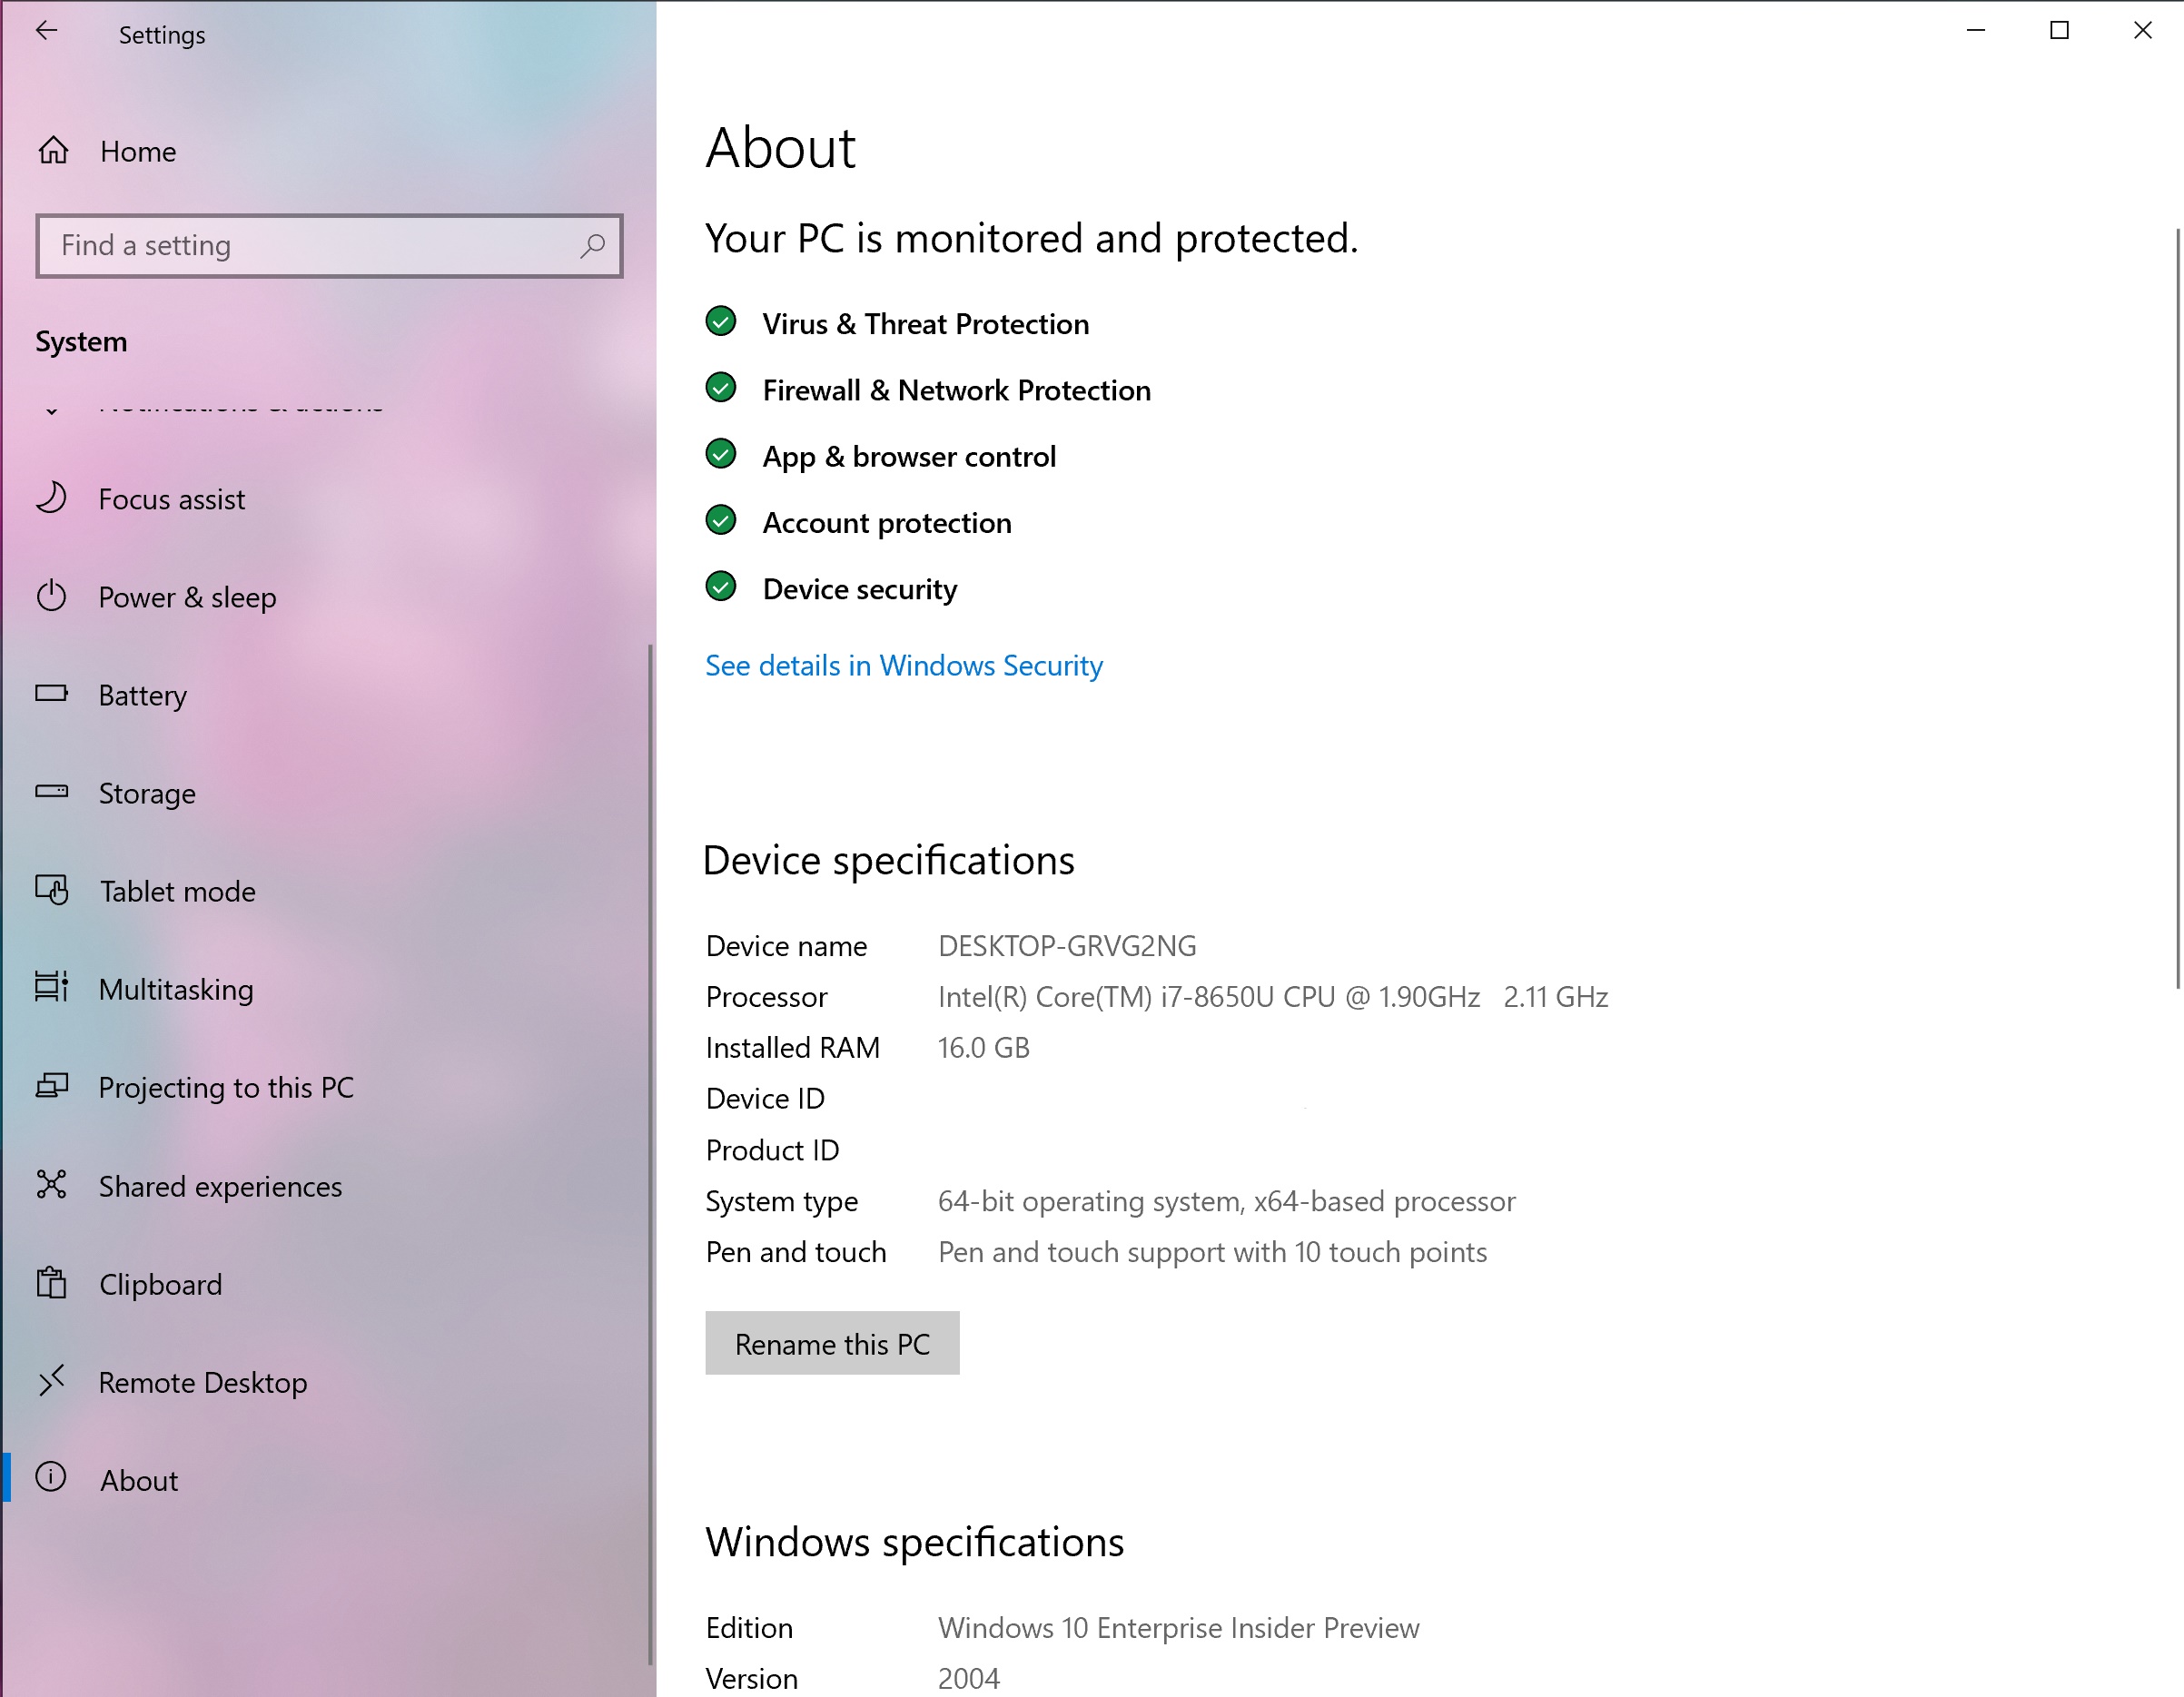 Settings
Home
Find a setting
System
Notifications & actions
Focus assist
Power & sleep
Battery
Storage
Tablet mode
Multitasking
Projecting to this PC
Shared experiences
Clipboard
Remote Desktop
About
About
Your PC is monitored and protected.
Virus & Threat Protection
Firewall & Network Protection
App & browser control
Account protection
Device security
See details in Windows Security
Device specifications
Device name DESKTOP-GRVG2NG
Processor Intel(R) Core(TM) i7-8650U CPU @ 1.90GHz 2.11 GHz
Installed RAM 16.0 GB
Device ID
Product ID
System type 64-bit operating system, x64-based processor
Pen and touch Pen and touch support with 10 touch points
Rename this PC
Windows specifications
Edition Windows 10 Enterprise Insider Preview
Version 2004